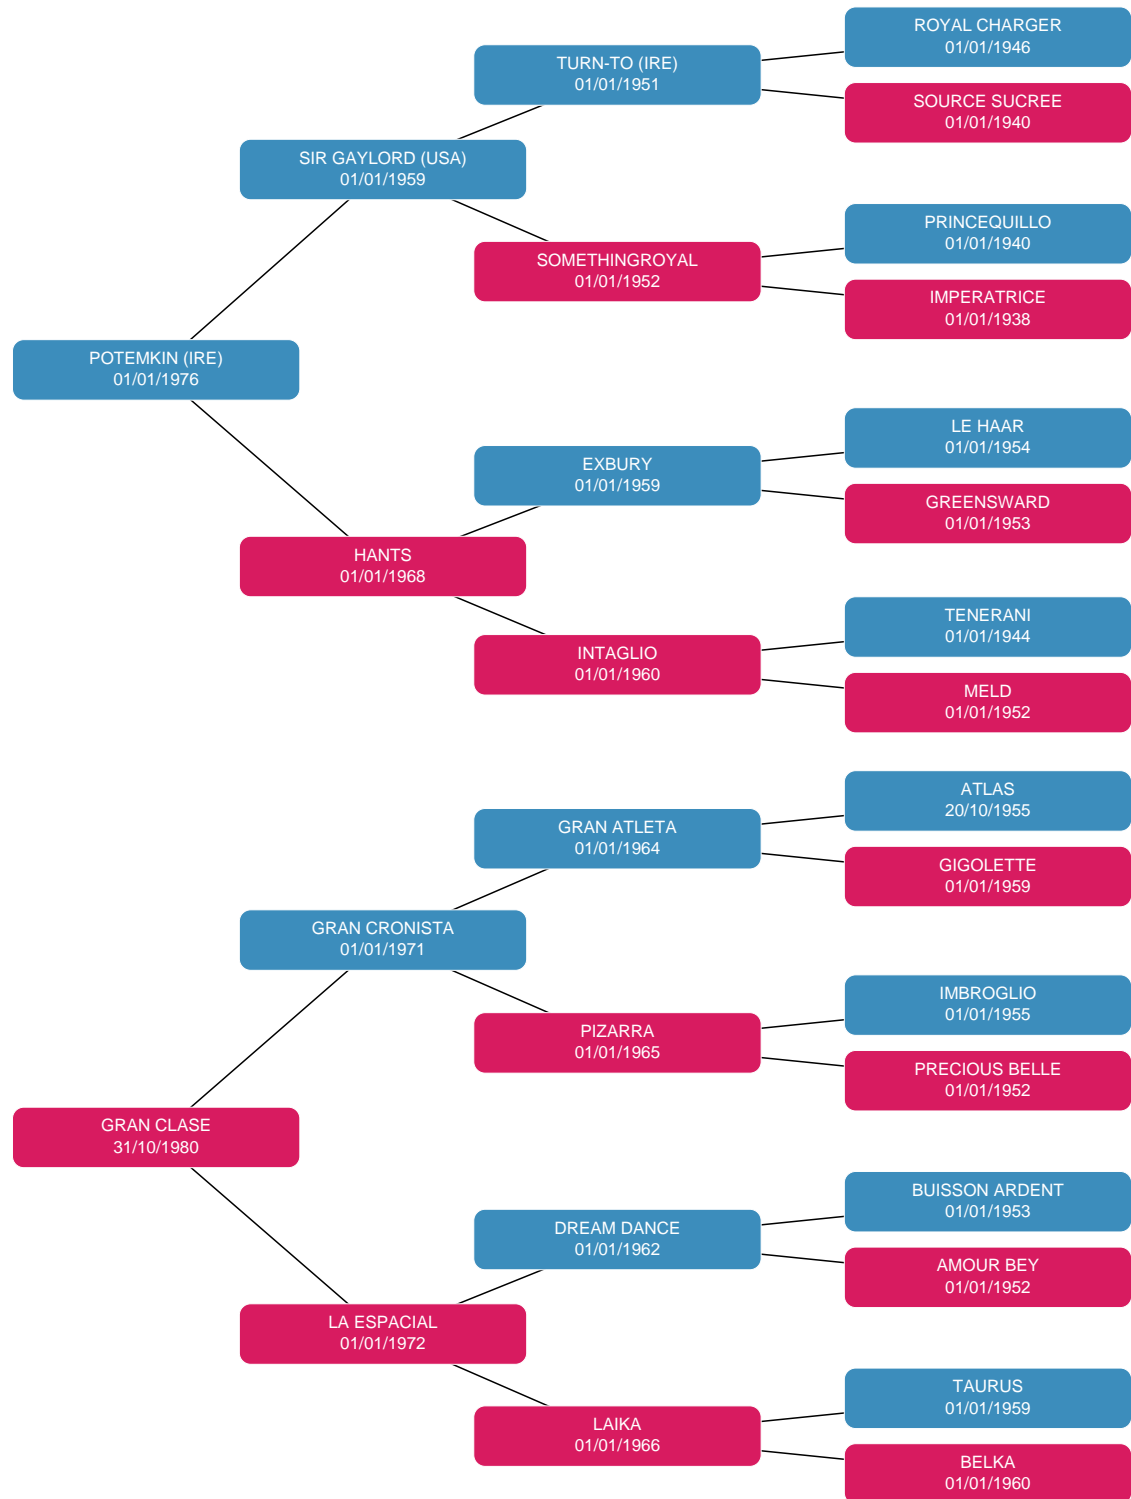 ROYAL CHARGER
01/01/1946
TURN-TO (IRE)
01/01/1951
SOURCE SUCREE
01/01/1940
SIR GAYLORD (USA)
01/01/1959
PRINCEQUILLO
01/01/1940
SOMETHINGROYAL
01/01/1952
IMPERATRICE
01/01/1938
POTEMKIN (IRE)
01/01/1976
LE HAAR
01/01/1954
EXBURY
01/01/1959
GREENSWARD
01/01/1953
HANTS
01/01/1968
TENERANI
01/01/1944
INTAGLIO
01/01/1960
MELD
01/01/1952
ATLAS
20/10/1955
GRAN ATLETA
01/01/1964
GIGOLETTE
01/01/1959
GRAN CRONISTA
01/01/1971
IMBROGLIO
01/01/1955
PIZARRA
01/01/1965
PRECIOUS BELLE
01/01/1952
GRAN CLASE
31/10/1980
BUISSON ARDENT
01/01/1953
DREAM DANCE
01/01/1962
AMOUR BEY
01/01/1952
LA ESPACIAL
01/01/1972
TAURUS
01/01/1959
LAIKA
01/01/1966
BELKA
01/01/1960